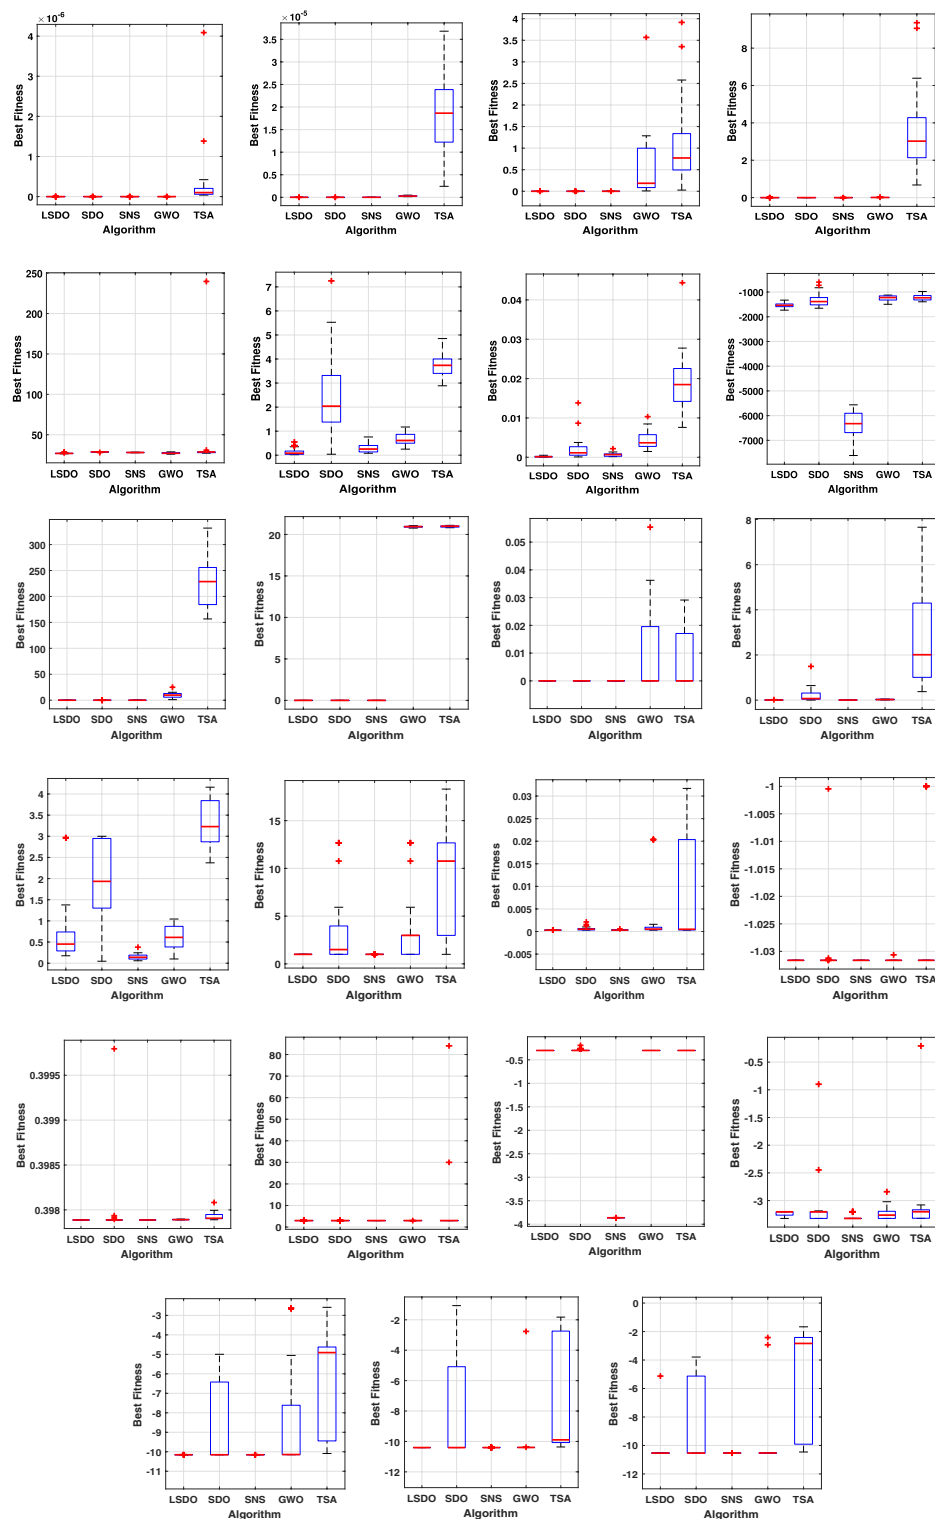 ×10⁻⁶
Best Fitness
4
3
2
1
0
LSDO SDO SNS GWO TSA
Algorithm
×10⁻⁵
Best Fitness
3.5
3
2.5
2
1.5
1
0.5
0
LSDO SDO SNS GWO TSA
Algorithm
Best Fitness
4
3.5
3
2.5
2
1.5
1
0.5
0
LSDO SDO SNS GWO TSA
Algorithm
Best Fitness
8
6
4
2
0
LSDO SDO SNS GWO TSA
Algorithm
Best Fitness
250
200
150
100
50
LSDO SDO SNS GWO TSA
Algorithm
Best Fitness
7
6
5
4
3
2
1
0
LSDO SDO SNS GWO TSA
Algorithm
Best Fitness
0.04
0.03
0.02
0.01
0
LSDO SDO SNS GWO TSA
Algorithm
Best Fitness
-1000
-2000
-3000
-4000
-5000
-6000
-7000
LSDO SDO SNS GWO TSA
Algorithm
Best Fitness
300
250
200
150
100
50
0
LSDO SDO SNS GWO TSA
Algorithm
Best Fitness
20
15
10
5
0
LSDO SDO SNS GWO TSA
Algorithm
Best Fitness
0.05
0.04
0.03
0.02
0.01
0
LSDO SDO SNS GWO TSA
Algorithm
Best Fitness
8
6
4
2
0
LSDO SDO SNS GWO TSA
Algorithm
Best Fitness
4
3.5
3
2.5
2
1.5
1
0.5
0
LSDO SDO SNS GWO TSA
Algorithm
Best Fitness
15
10
5
0
LSDO SDO SNS GWO TSA
Algorithm
Best Fitness
0.03
0.025
0.02
0.015
0.01
0.005
0
-0.005
LSDO SDO SNS GWO TSA
Algorithm
Best Fitness
-1
-1.005
-1.01
-1.015
-1.02
-1.025
-1.03
LSDO SDO SNS GWO TSA
Algorithm
Best Fitness
0.3995
0.399
0.3985
0.398
LSDO SDO SNS GWO TSA
Algorithm
Best Fitness
80
70
60
50
40
30
20
10
0
LSDO SDO SNS GWO TSA
Algorithm
Best Fitness
-0.5
-1
-1.5
-2
-2.5
-3
-3.5
-4
LSDO SDO SNS GWO TSA
Algorithm
Best Fitness
-0.5
-1
-1.5
-2
-2.5
-3
LSDO SDO SNS GWO TSA
Algorithm
Best Fitness
-3
-4
-5
-6
-7
-8
-9
-10
-11
LSDO SDO SNS GWO TSA
Algorithm
Best Fitness
-2
-4
-6
-8
-10
-12
LSDO SDO SNS GWO TSA
Algorithm
Best Fitness
0
-2
-4
-6
-8
-10
-12
LSDO SDO SNS GWO TSA
Algorithm